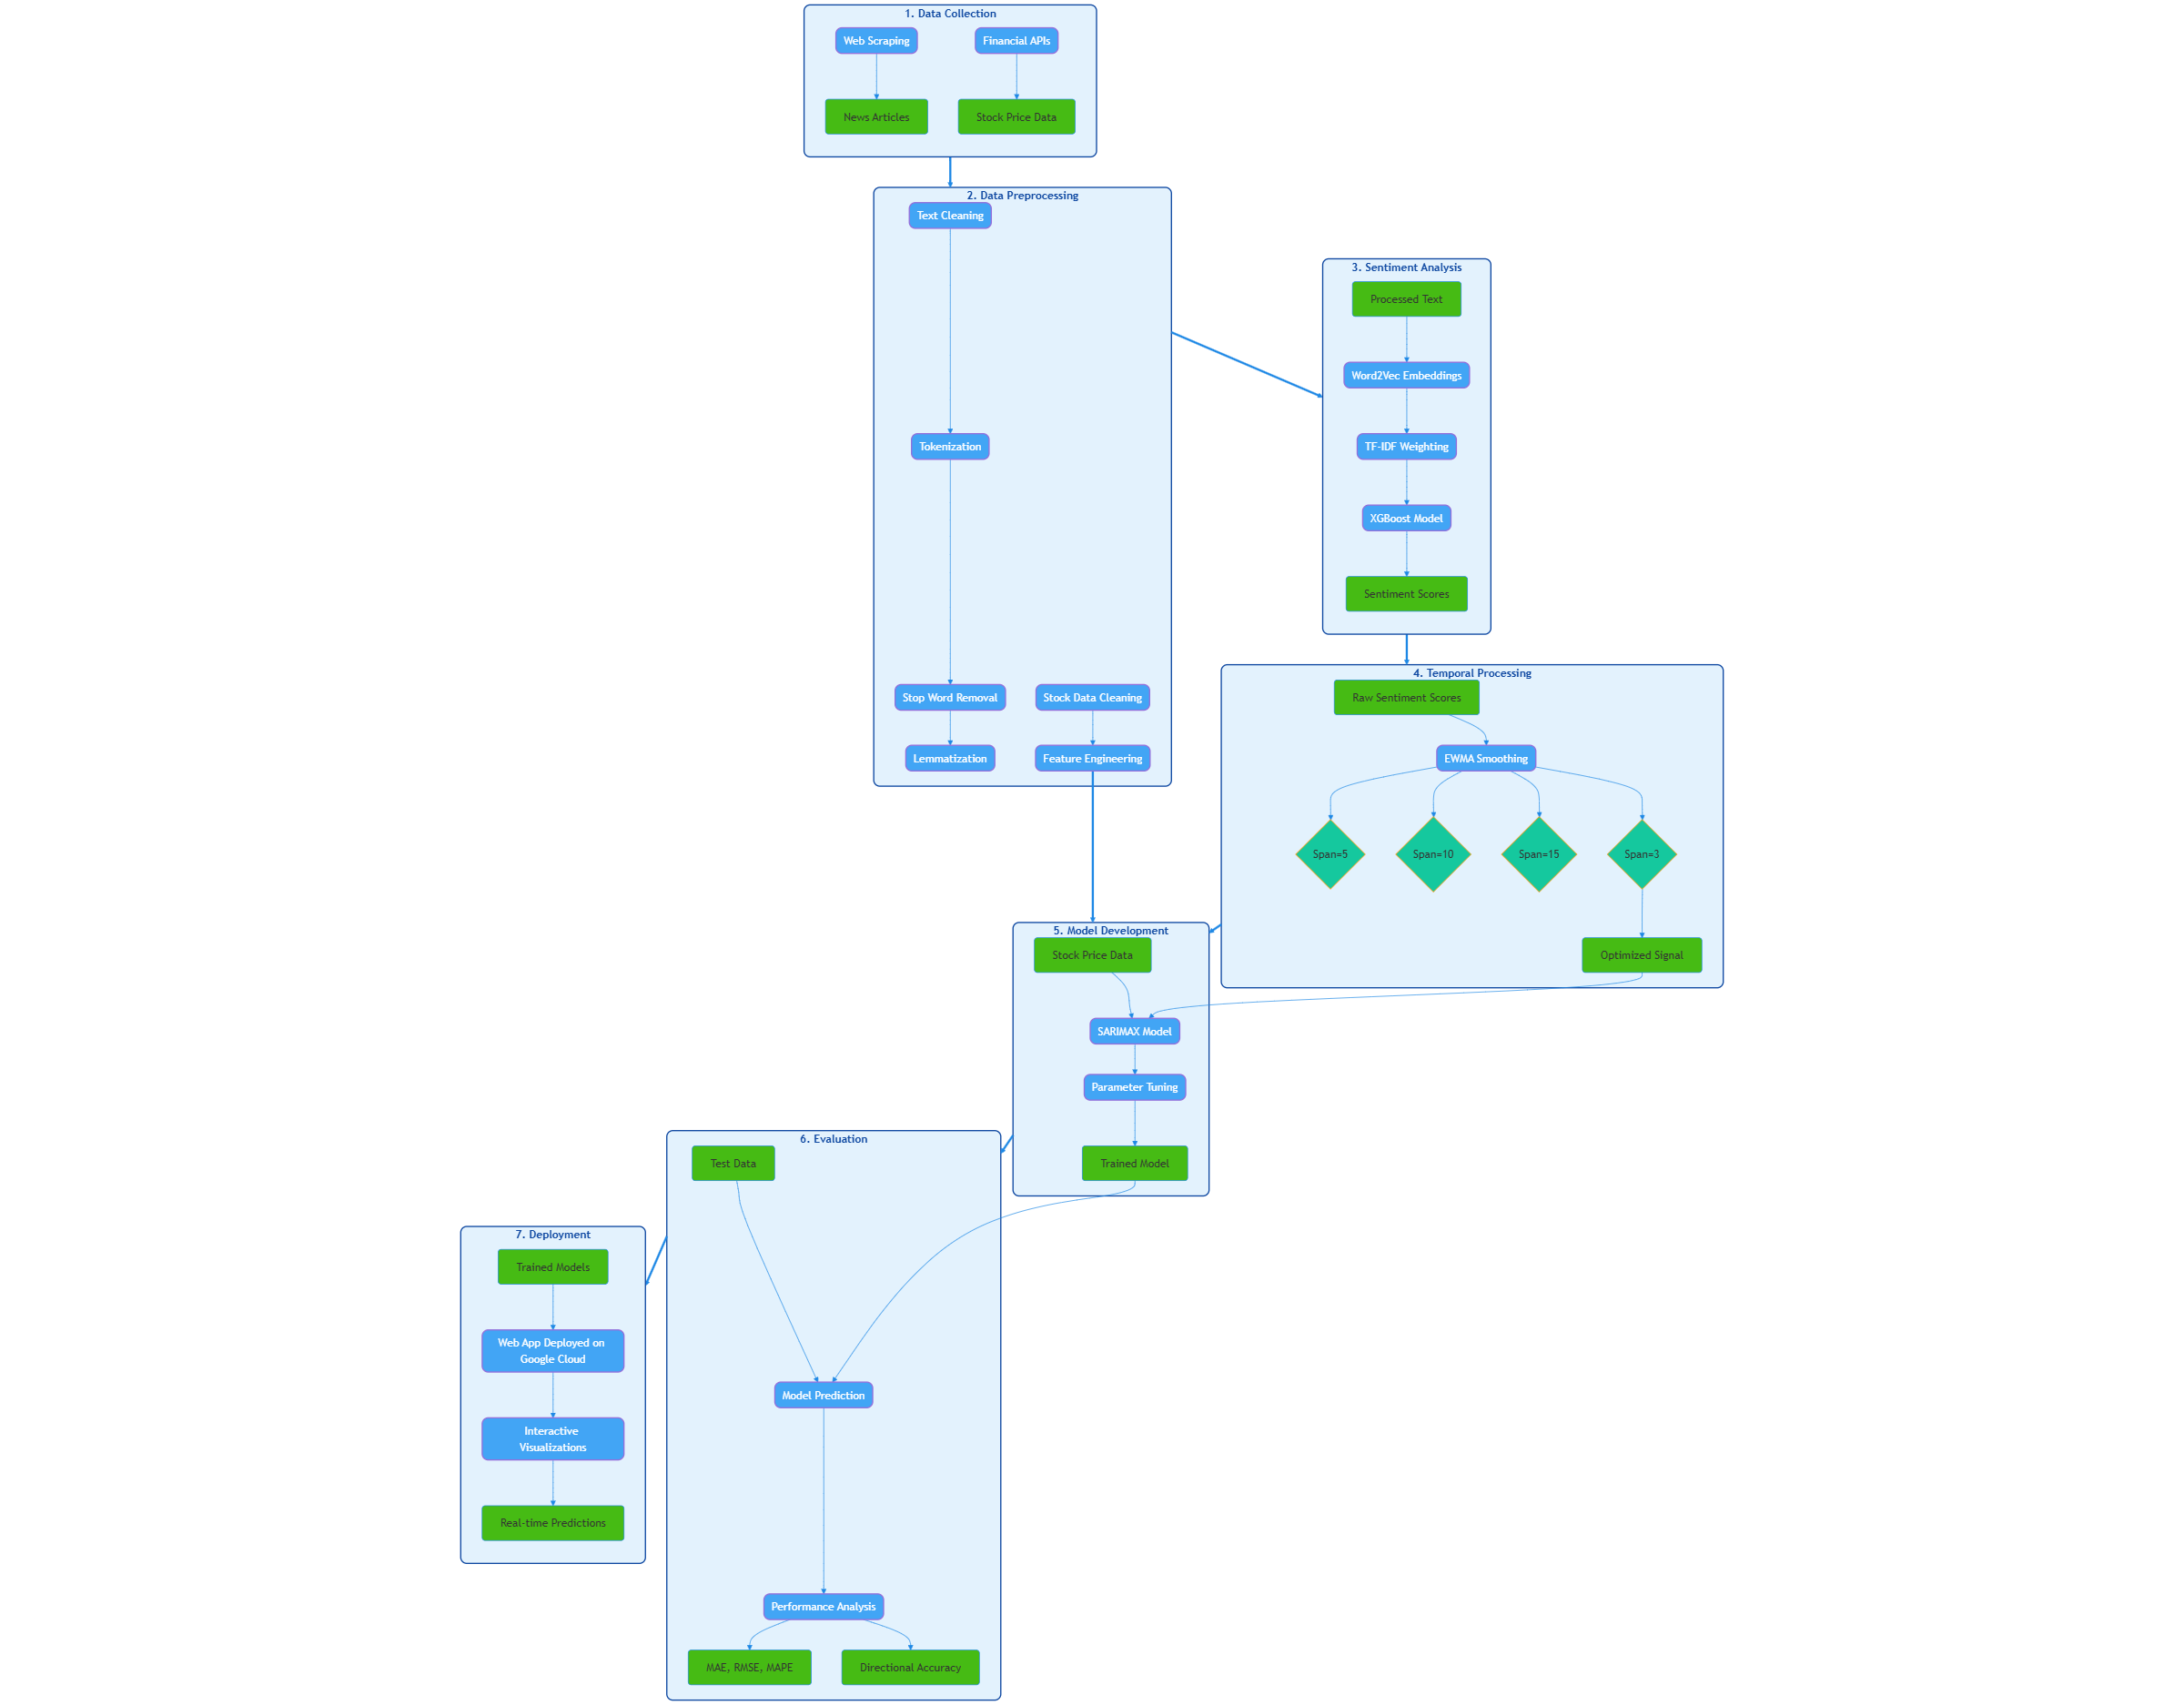 1. Data Collection
Web Scraping
Financial APIs
News Articles
Stock Price Data
2. Data Preprocessing
Text Cleaning
Tokenization
Stop Word Removal
Stock Data Cleaning
Lemmatization
Feature Engineering
3. Sentiment Analysis
Processed Text
Word2Vec Embeddings
TF-IDF Weighting
XGBoost Model
Sentiment Scores
4. Temporal Processing
Raw Sentiment Scores
EWMA Smoothing
Span=5
Span=10
Span=15
Span=3
Optimized Signal
5. Model Development
Stock Price Data
SARIMAX Model
Parameter Tuning
Trained Model
6. Evaluation
Test Data
Model Prediction
Performance Analysis
MAE, RMSE, MAPE
Directional Accuracy
7. Deployment
Trained Models
Web App Deployed on
Google Cloud
Interactive
Visualizations
Real-time Predictions